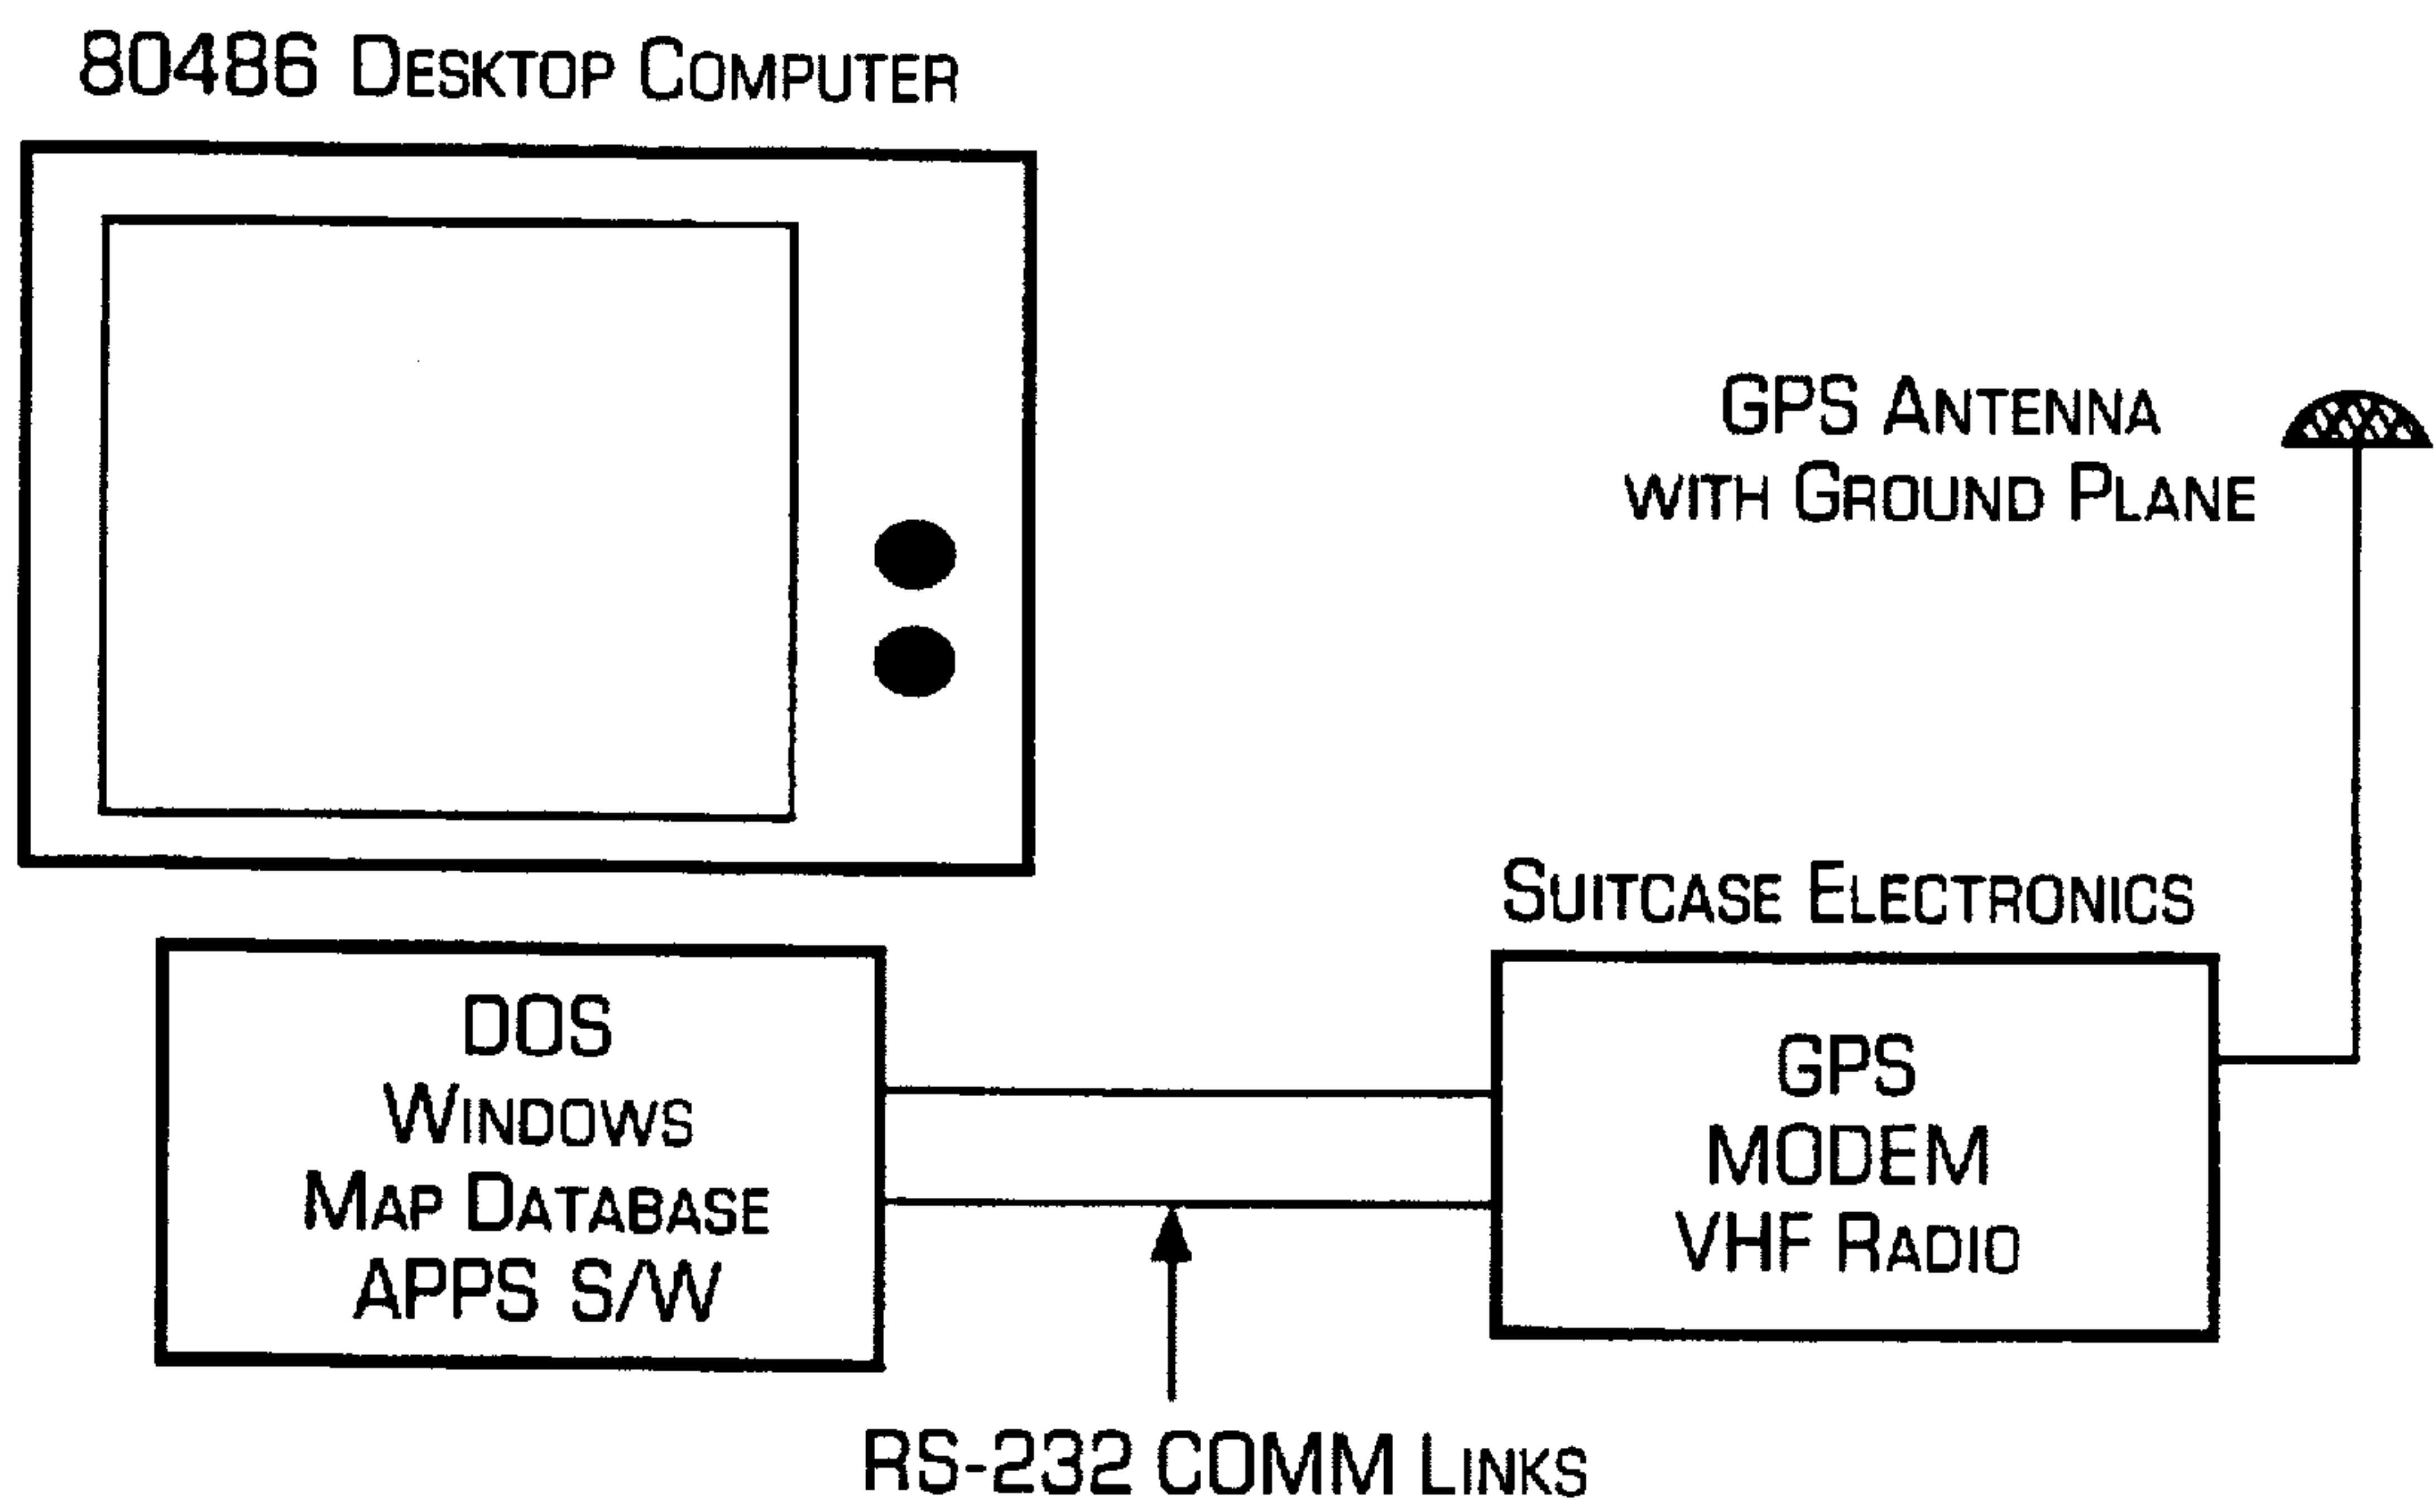 80486 Desktop Computer
GPS Antenna
with Ground Plane
Suitcase Electronics
DOS
Windows
Map Database
APPS S/W
GPS
MODEM
VHF Radio
RS-232 COMM Links